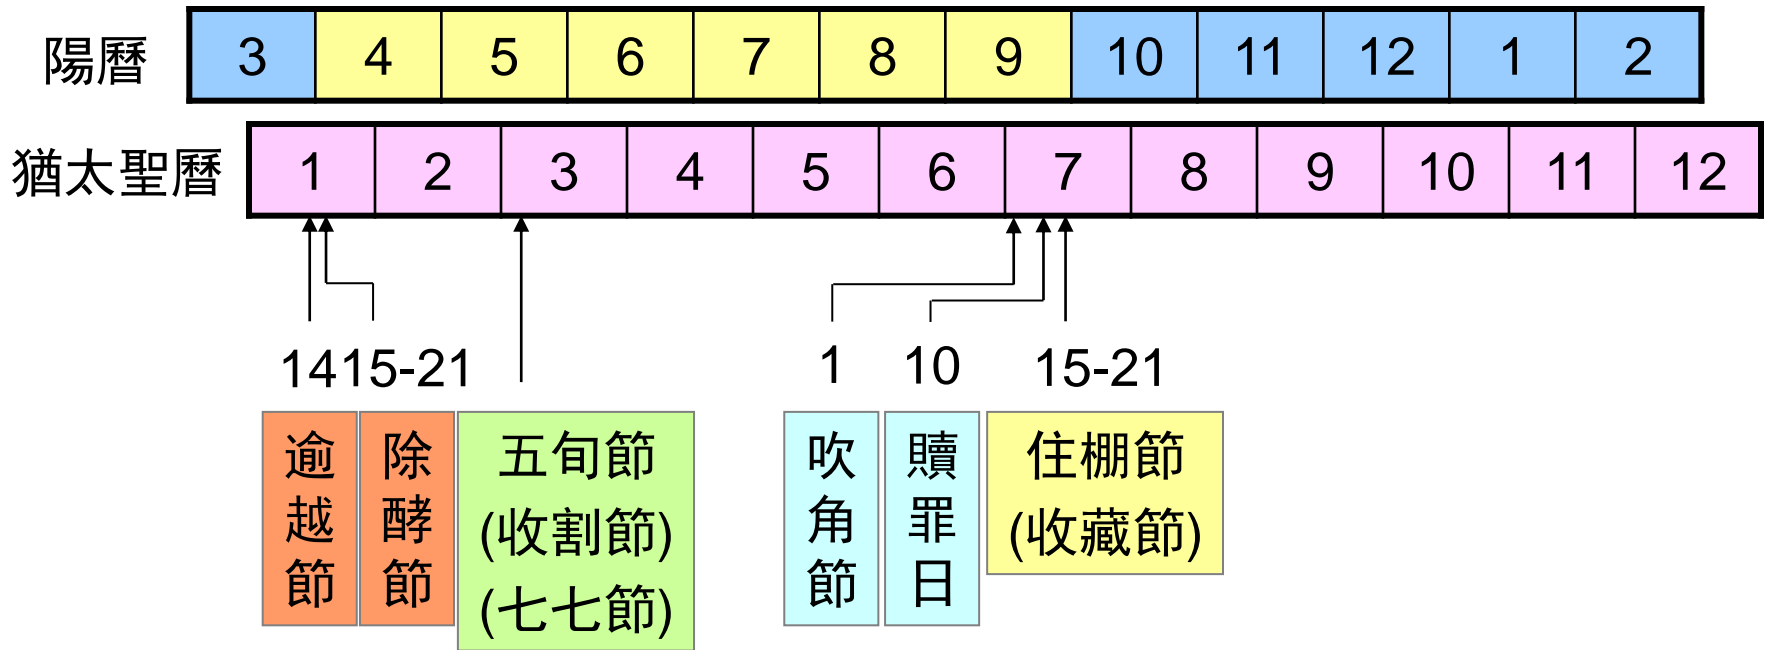 陽曆 3 4 5 6 7 8 9 10 11 12 1 2
猶太聖曆 1 2 3 4 5 6 7 8 9 10 11 12
14 15-21 1 10 15-21
逾越節
除酵節
五旬節
(收割節)
(七七節)
吹角節
贖罪日
住棚節
(收藏節)